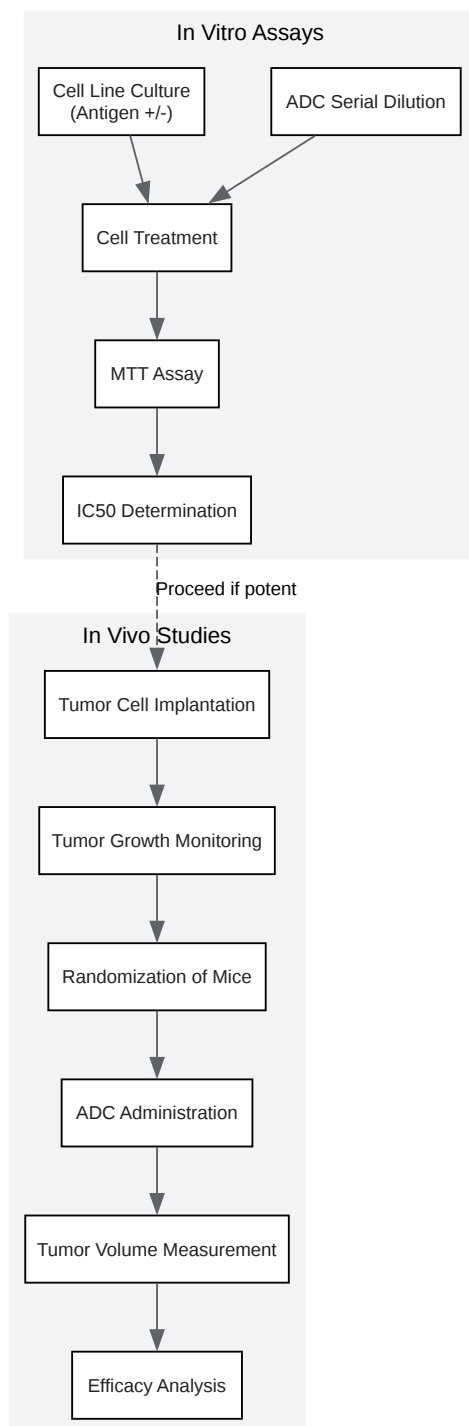 In Vitro Assays
Cell Line Culture
(Antigen +/-)
ADC Serial Dilution
Cell Treatment
MTT Assay
IC50 Determination
Proceed if potent
In Vivo Studies
Tumor Cell Implantation
Tumor Growth Monitoring
Randomization of Mice
ADC Administration
Tumor Volume Measurement
Efficacy Analysis